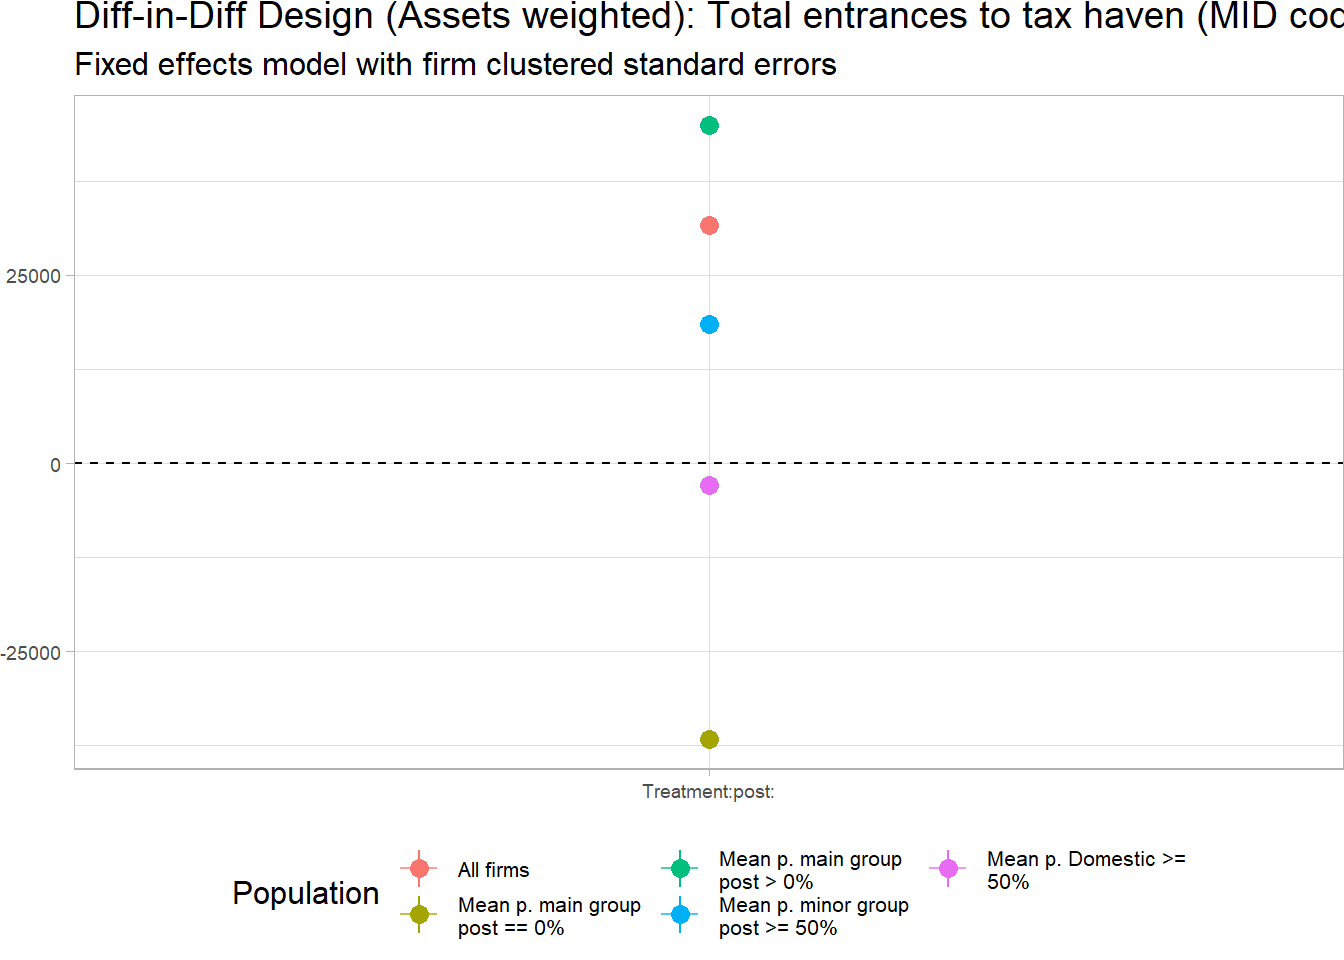 Diff-in-Diff Design (Assets weighted): Total entrances to tax haven (MID coc
Fixed effects model with firm clustered standard errors
25000
0
-25000
Treatment:post:
Population
All firms
Mean p. main group
post == 0%
Mean p. main group
post > 0%
Mean p. minor group
post >= 50%
Mean p. Domestic >=
50%